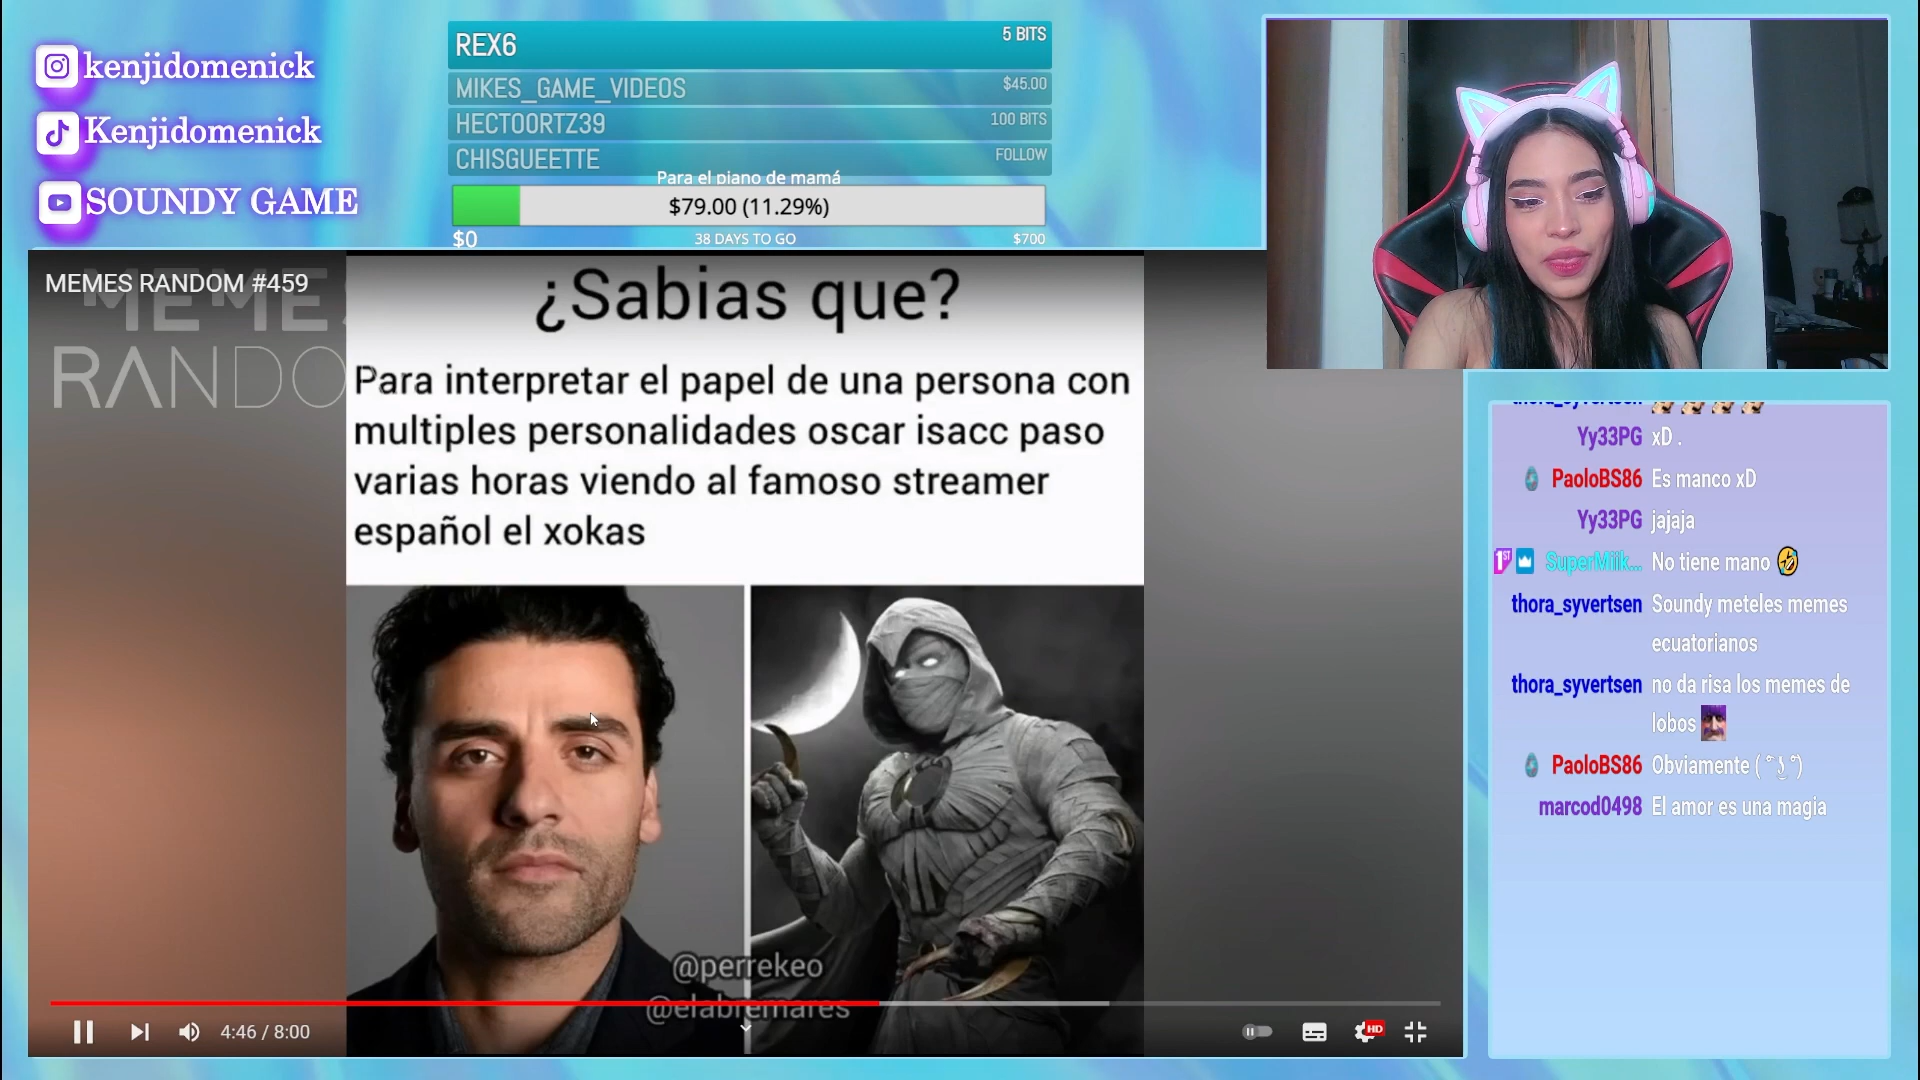 kenjidomenick
Kenjidomenick
SOUNDY GAME
REX6
5 BITS
MIKES_GAME_VIDEOS
$45.00
HECTOORTZ39
100 BITS
CHISGUEETTE
FOLLOW
Para el piano de mamá
$79.00 (11.29%)
$0
38 DAYS TO GO
$700
MEMES RANDOM #459
MEMES
RANDO
¿Sabias que?
Para interpretar el papel de una persona con
multiples personalidades oscar isacc paso
varias horas viendo al famoso streamer
español el xokas
@perrekeo
@elabremares
4:46 / 8:00
HD
thora_syvertsen
Yy33PG xD .
PaoloBS86 Es manco xD
Yy33PG jajaja
1ST SuperMiik... No tiene mano 🤣
thora_syvertsen Soundy meteles memes
ecuatorianos
thora_syvertsen no da risa los memes de
lobos
PaoloBS86 Obviamente ( ͡° ͜ʖ ͡°)
marcod0498 El amor es una magia